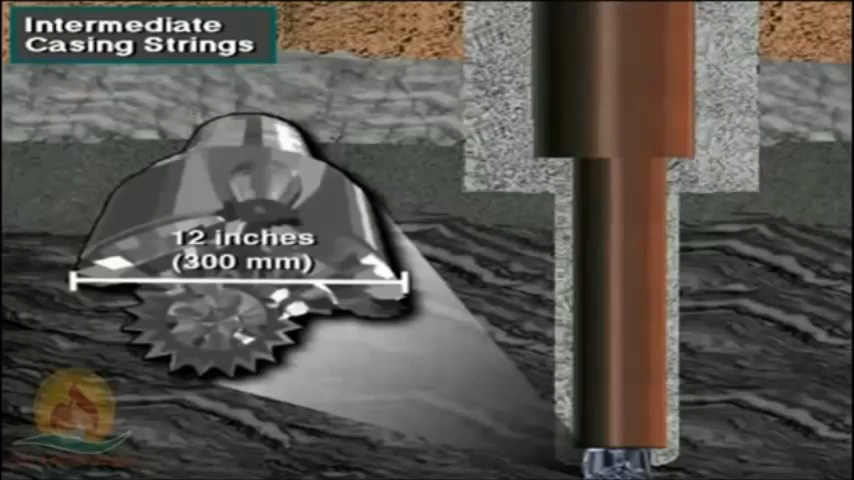 Intermediate
Casing Strings
12 inches
(300 mm)